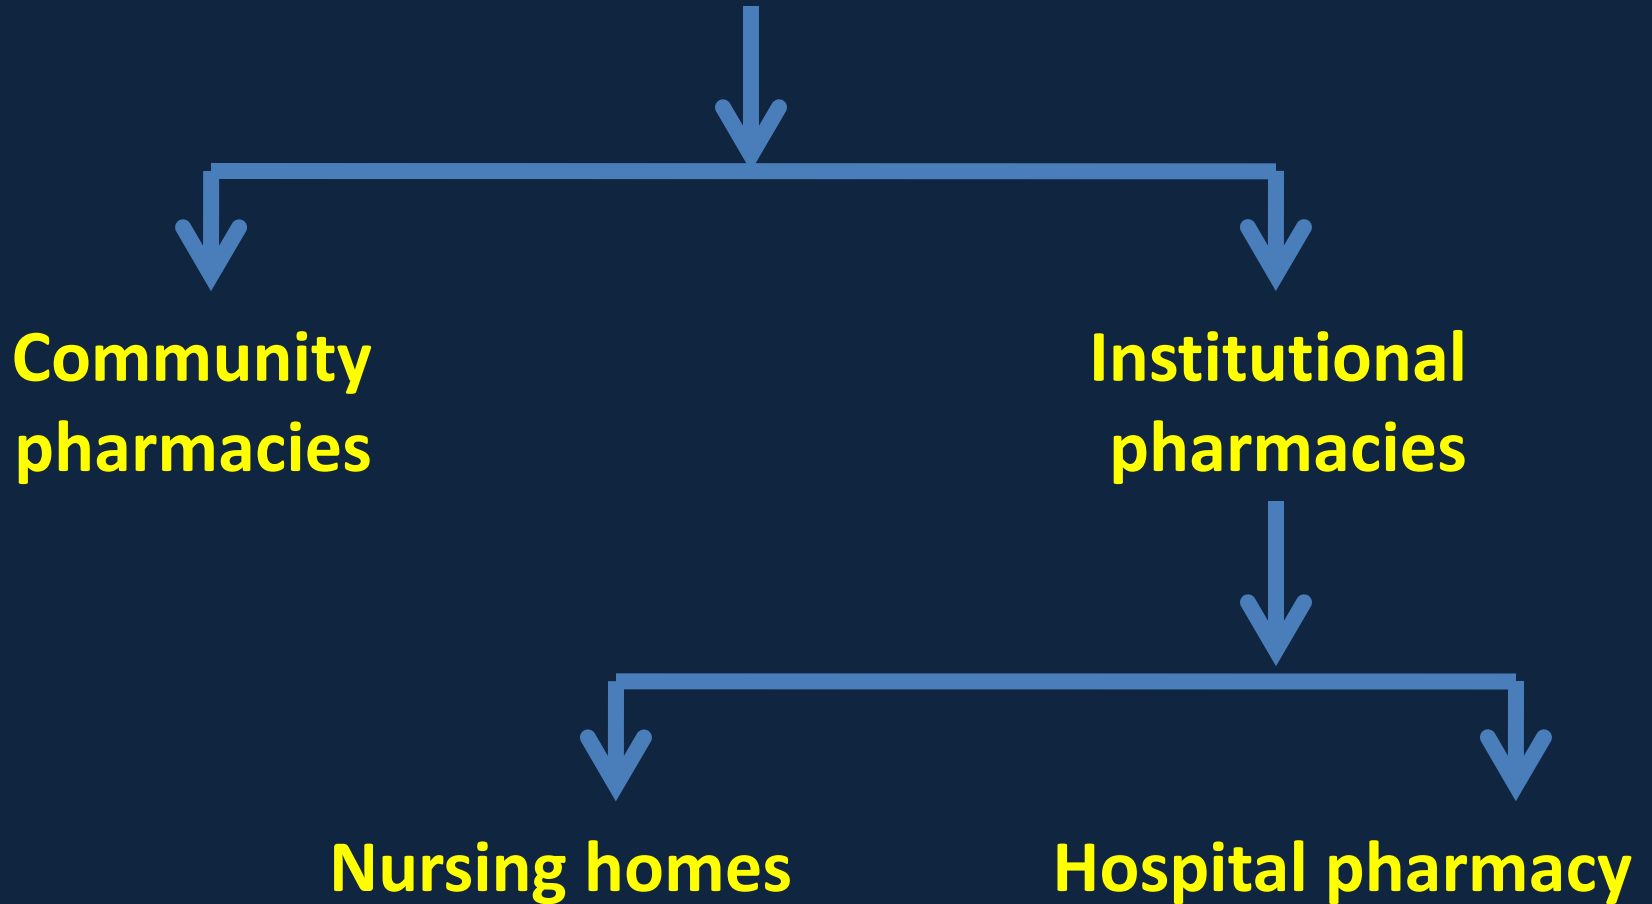 Community
pharmacies
Institutional
pharmacies
Nursing homes
Hospital pharmacy